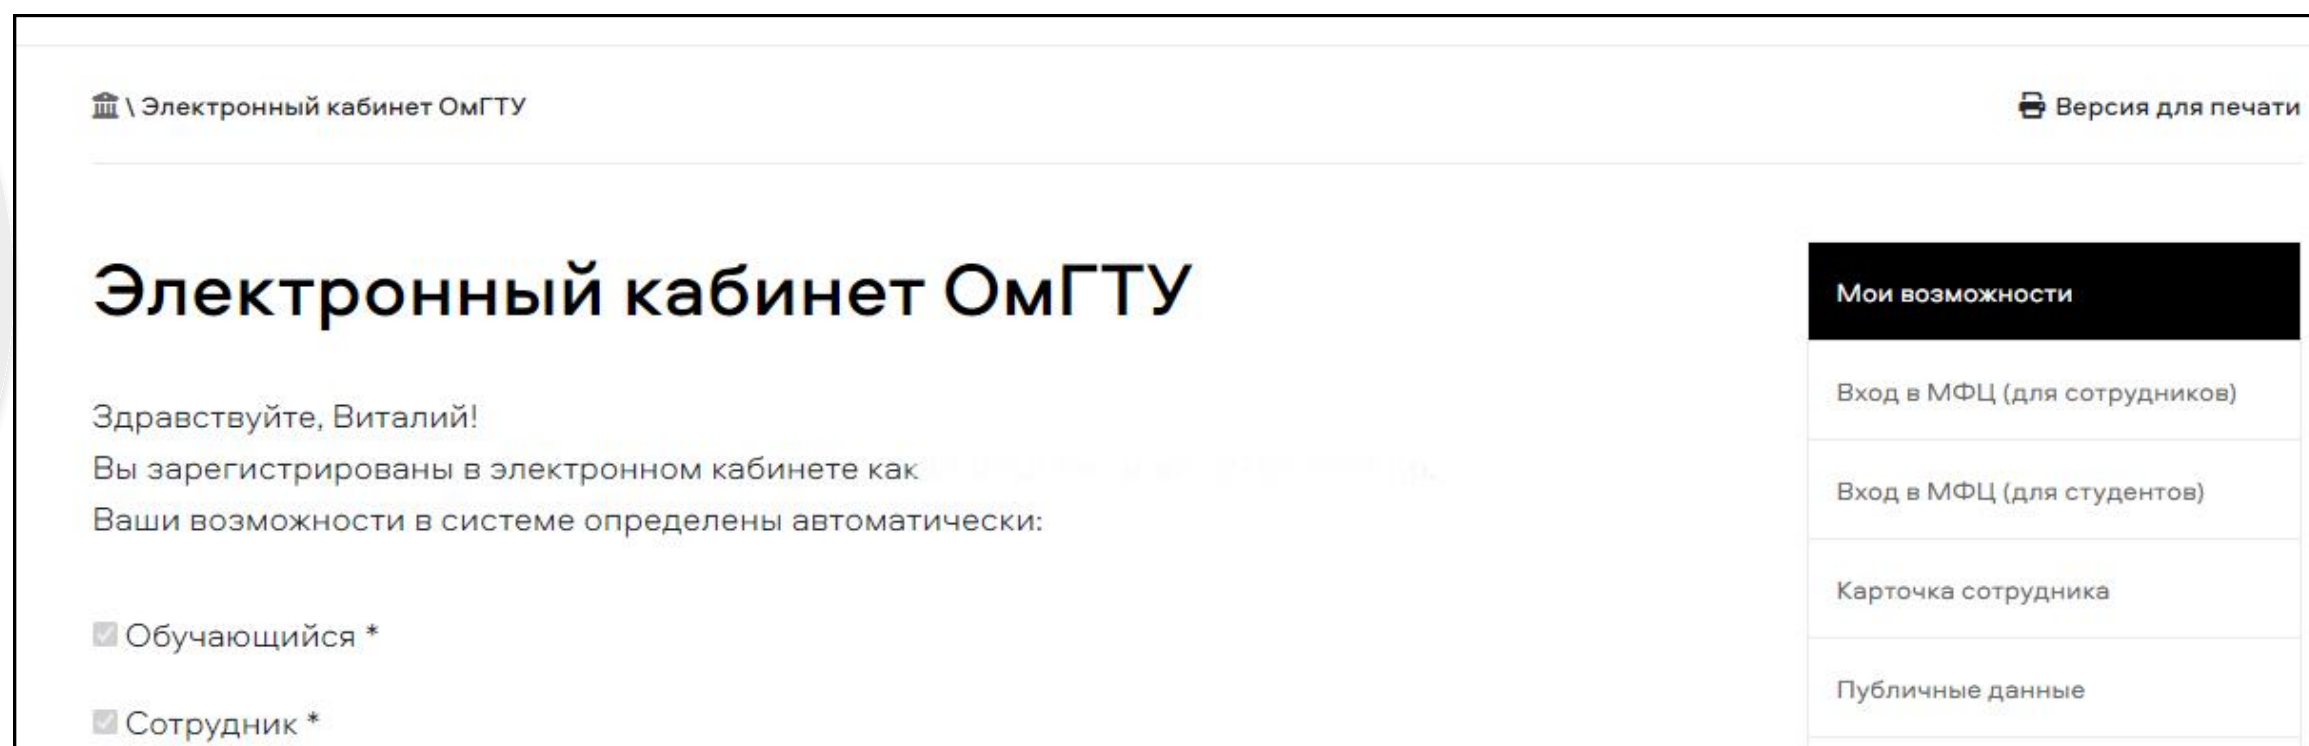 \ Электронный кабинет ОмГТУ
Версия для печати
Электронный кабинет ОмГТУ
Здравствуйте, Виталий!
Вы зарегистрированы в электронном кабинете как
Ваши возможности в системе определены автоматически:
Обучающийся *
Сотрудник *
Мои возможности
Вход в МФЦ (для сотрудников)
Вход в МФЦ (для студентов)
Карточка сотрудника
Публичные данные